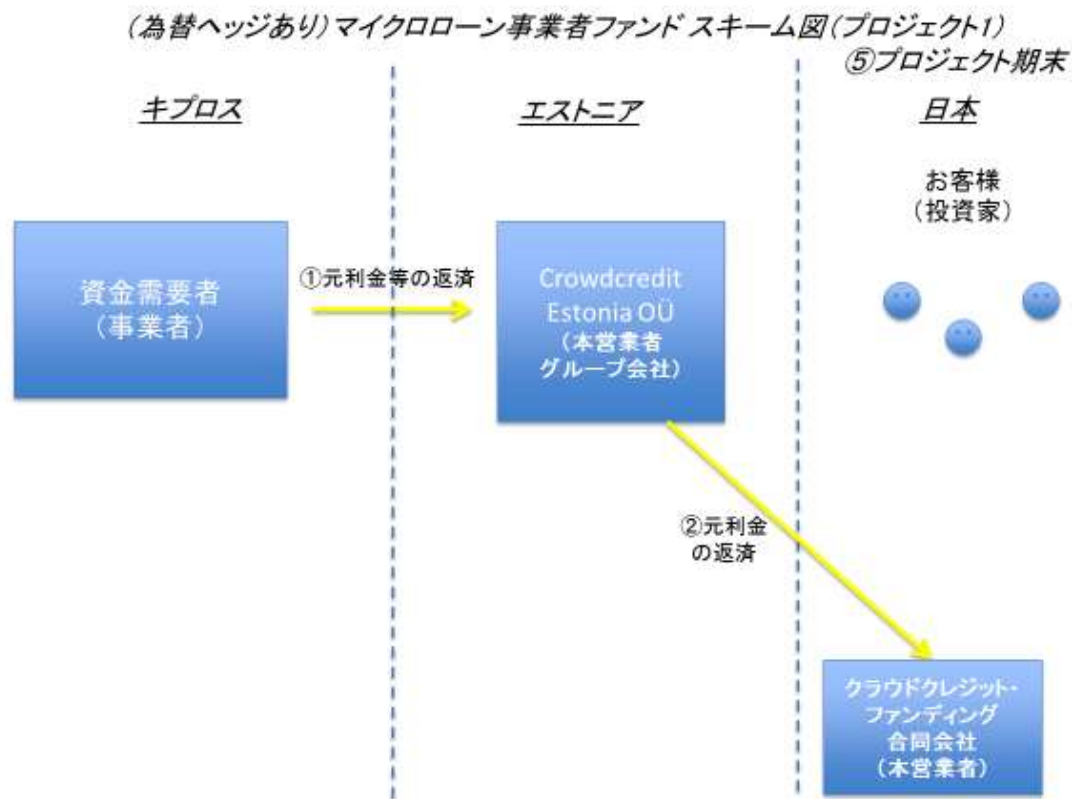 (為替ヘッジあり)マイクロローン事業者ファンド スキーム図(プロジェクト1)
⑤プロジェクト期末
キプロス
エストニア
日本
お客様
(投資家)
資金需要者
(事業者)
①元利金等の返済
Crowdcredit
Estonia OÜ
(本営業者
グループ会社)
②元利金
の返済
クラウドクレジット・
ファンディング
合同会社
(本営業者)